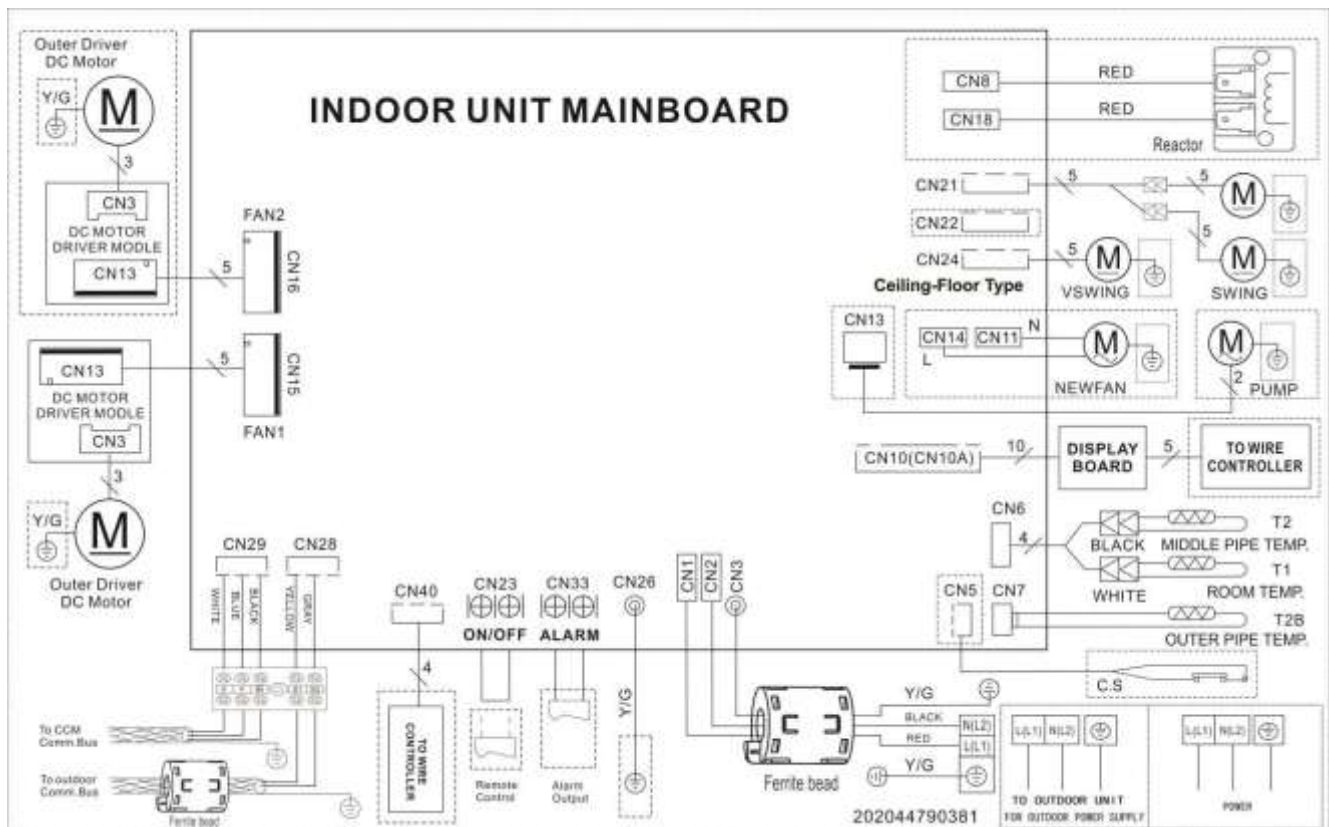 Outer Driver
DC Motor
Y/G
M
3
CN3
DC MOTOR
DRIVER MODLE
CN13
5
FAN2
CN16
INDOOR UNIT MAINBOARD
CN8
RED
CN18
RED
Reactor
CN21
5
5
M
CN22
5
CN24
5
M
M
Ceiling-Floor Type
VSWING
SWING
CN13
CN14
CN11
N
L
M
NEWFAN
M
2
PUMP
CN13
5
CN15
FAN1
DC MOTOR
DRIVER MODLE
CN3
3
Y/G
M
Outer Driver
DC Motor
CN10(CN10A)
10
DISPLAY
BOARD
5
TO WIRE
CONTROLLER
CN6
4
BLACK
T2
MIDDLE PIPE TEMP.
WHITE
T1
ROOM TEMP.
CN5
CN7
T2B
OUTER PIPE TEMP.
C.S
CN29
CN28
WHITE
BLUE
BLACK
YELLOW
GRAY
CN40
4
TO WIRE
CONTROLLER
CN23
ON/OFF
Remote
Control
CN33
ALARM
Alarm
Output
CN26
Y/G
CN1
CN2
CN3
To CCM
Comm.Bus
To outdoor
Comm.Bus
Ferrite bead
Ferrite bead
Y/G
BLACK
N(L2)
RED
L(L1)
Y/G
202044790381
L(L1)
N(L2)
TO OUTDOOR UNIT
FOR OUTDOOR POWER SUPPLY
L(L1)
N(L2)
POWER